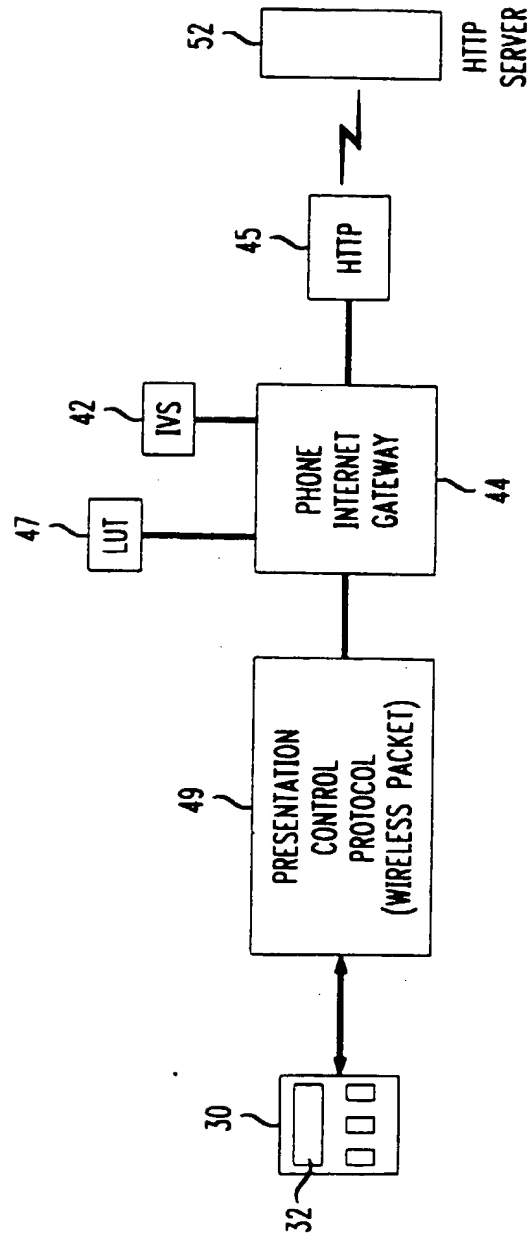 30
32
49
PRESENTATION
CONTROL
PROTOCOL
(WIRELESS PACKET)
47
LUT
42
IVS
PHONE
INTERNET
GATEWAY
44
45
HTTP
52
HTTP
SERVER